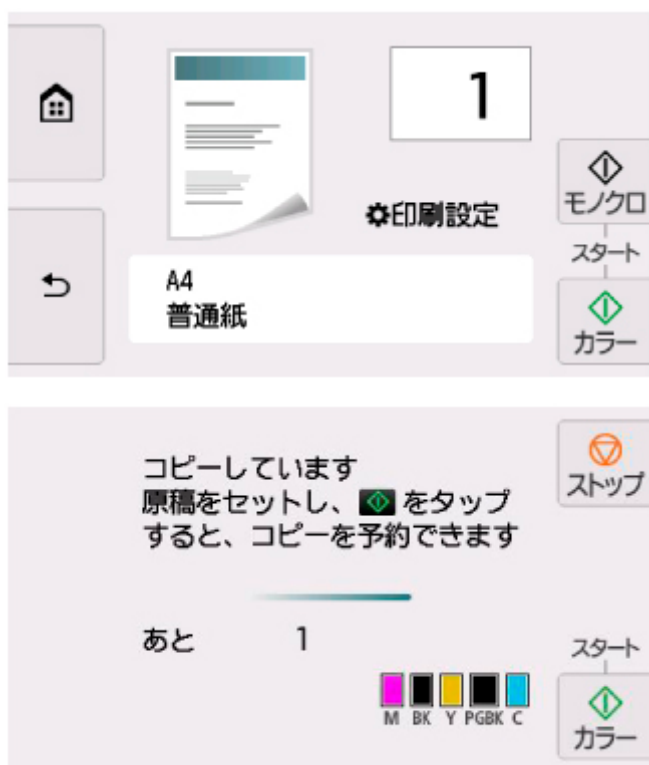 1
印刷設定
モノクロ
スタート
カラー
A4
普通紙
コピーしています
原稿をセットし、 をタップ
すると、コピーを予約できます
ストップ
あと 1
スタート
カラー
M BK Y PGBK C